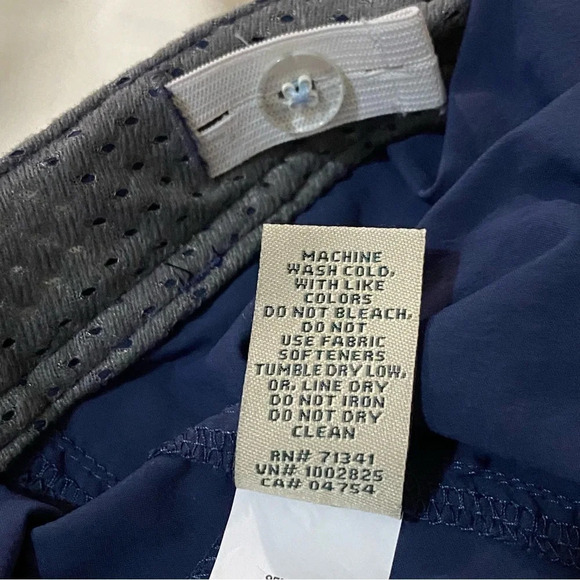 MACHINE
WASH COLD,
WITH LIKE
COLORS
DO NOT BLEACH,
DO NOT
USE FABRIC
SOFTENERS
TUMBLE DRY LOW,
OR, LINE DRY
DO NOT IRON
DO NOT DRY
CLEAN
RN# 71341
VN# 1002825
CA# 04754